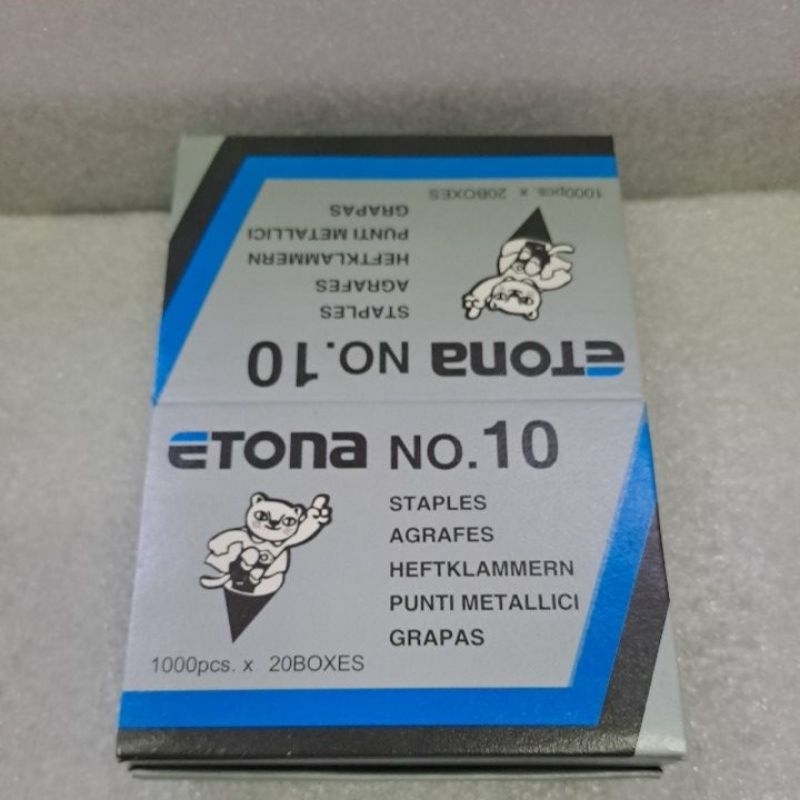 1000pcs. x 20BOXES
GRAPAS
PUNTI METALLICI
HEFTKLAMMERN
AGRAFES
STAPLES
ETONA NO.10
ETONA NO.10
STAPLES
AGRAFES
HEFTKLAMMERN
PUNTI METALLICI
GRAPAS
1000pcs. x 20BOXES